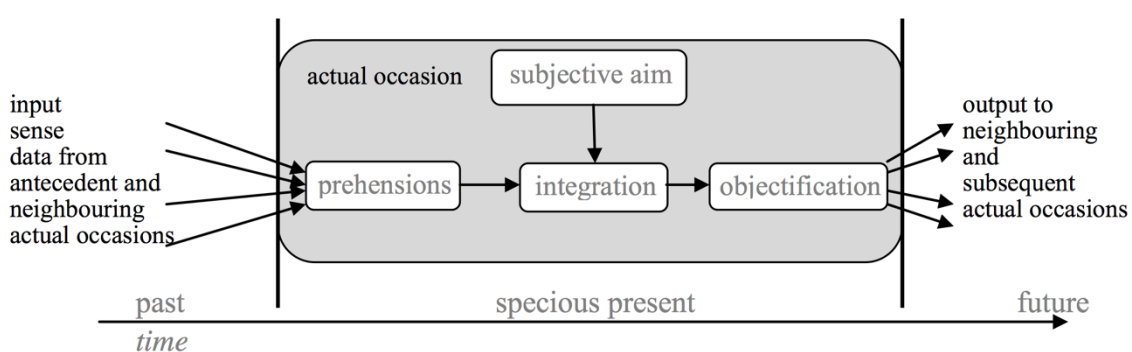 input
sense
data from
antecedent and
neighbouring
actual occasions
actual occasion
subjective aim
prehensions
integration
objectification
output to
neighbouring
and
subsequent
actual occasions
past
specious present
future
time